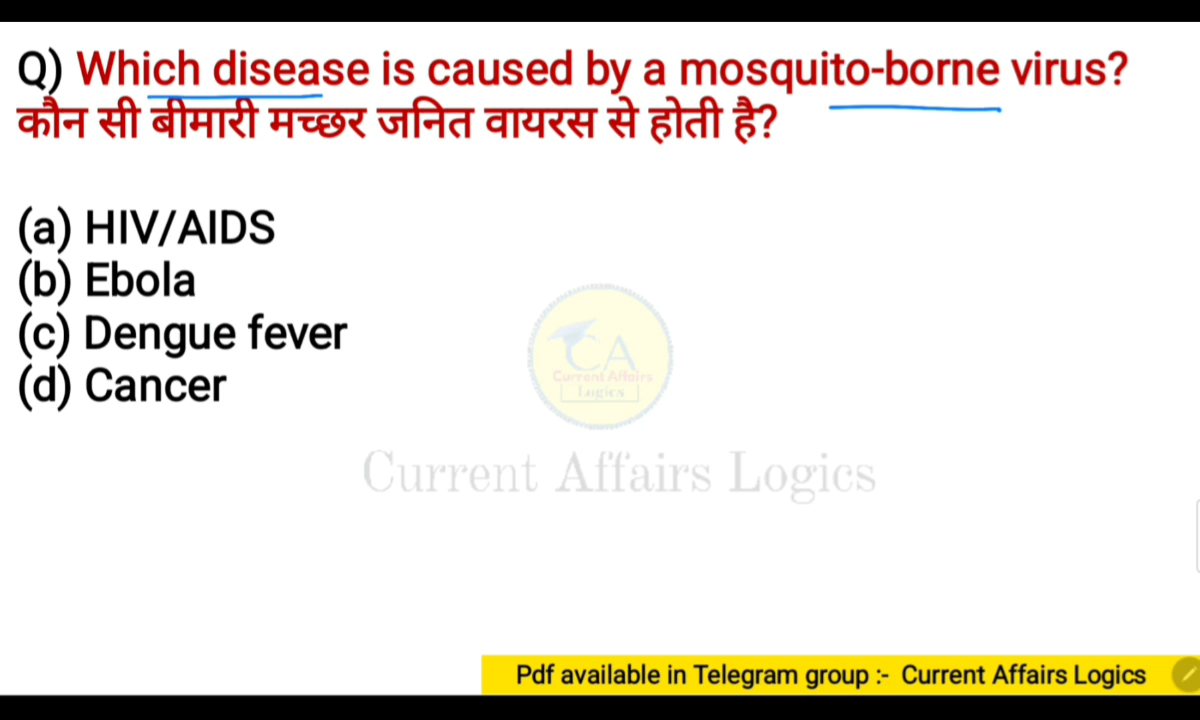 Q) Which disease is caused by a mosquito-borne virus?
कौन सी बीमारी मच्छर जनित वायरस से होती है?
(a) HIV/AIDS
(b) Ebola
(c) Dengue fever
(d) Cancer
CA
Current Affairs
Logics
Current Affairs Logics
Pdf available in Telegram group :- Current Affairs Logics